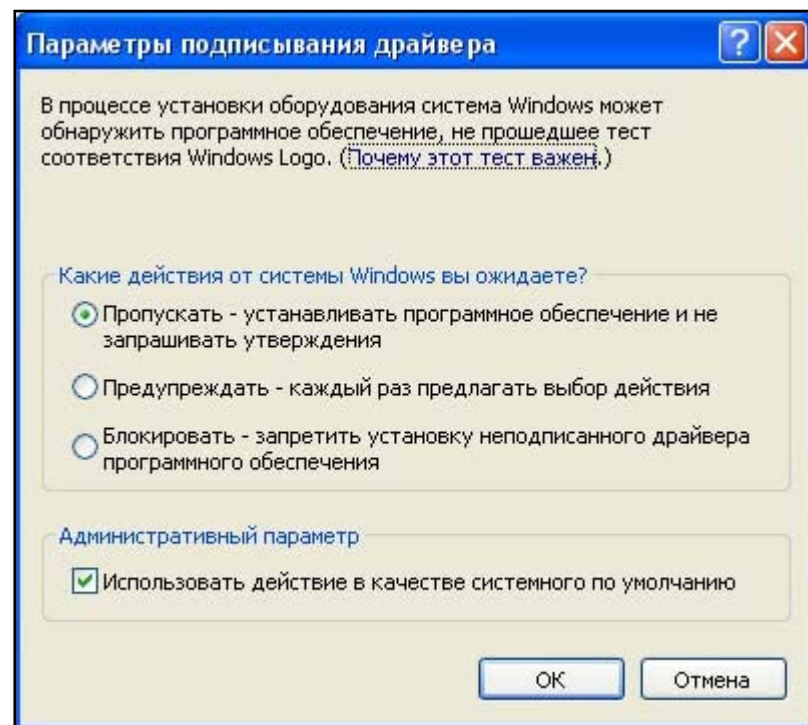 Параметры подписывания драйвера
В процессе установки оборудования система Windows может
обнаружить программное обеспечение, не прошедшее тест
соответствия Windows Logo. (Почему этот тест важен.)
Какие действия от системы Windows вы ожидаете?
Пропускать - устанавливать программное обеспечение и не
запрашивать утверждения
Предупреждать - каждый раз предлагать выбор действия
Блокировать - запретить установку неподписанного драйвера
программного обеспечения
Административный параметр
Использовать действие в качестве системного по умолчанию
ОК
Отмена